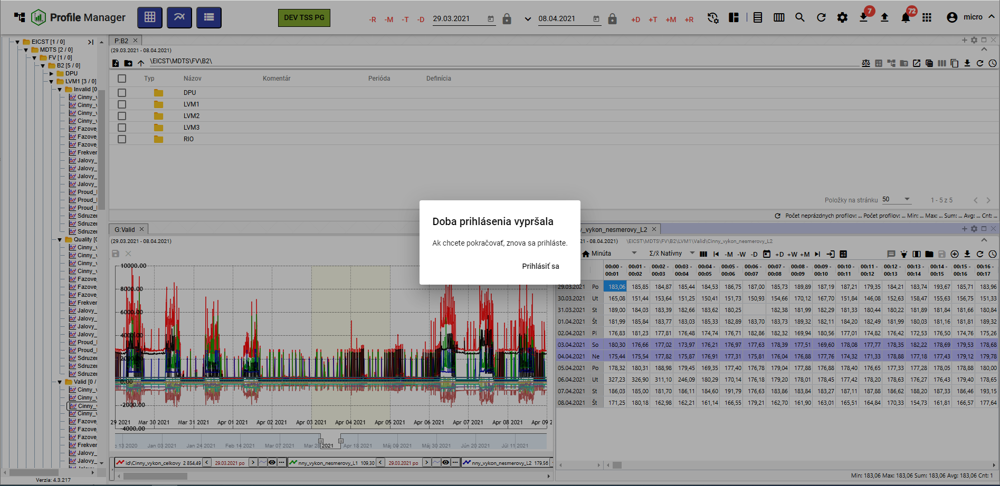 Profile Manager
DEV TSS PG
-R -M -T -D 29.03.2021 08.04.2021 +D +T +M +R
7
72
micro
EICST [1 / 0]
MDTS [2 / 0]
FV [1 / 0]
B2 [5 / 0]
DPU
LVM1 [3 / 0]
Invalid [0
Cinny_v
Cinny_v
Cinny_v
Cinny_v
Fazove_
Fazove_
Fazove_
Frekver
Jalovy_
Jalovy_
Jalovy_
Jalovy_
Proud_l
Proud_l
Proud_l
Sdruzer
Sdruzer
Sdruzer
Quality [0
Cinny_v
Cinny_v
Cinny_v
Cinny_v
Fazove_
Fazove_
Fazove_
Frekver
Jalovy_
Jalovy_
Jalovy_
Jalovy_
Proud_l
Proud_l
Sdruzer
Sdruzer
Sdruzer
Valid [0 /
Cinny_v
Cinny_v
Cinny_v
Cinny_v
Fazove_
Fazove_
Fazove_
Frekver
Jalovy_
Jalovy_
Verzia: 4.3.217
P:B2
(29.03.2021 - 08.04.2021)
\EICST\MDTS\FV\B2\
Typ Názov Komentár Perióda Definícia
DPU
LVM1
LVM2
LVM3
RIO
Položky na stránku 50 1 - 5 z 5
Počet neprázdnych profilov: ... Počet profilov: ... Min: ... Max: ... Sum: ... Avg: ... Cnt: ...
Doba prihlásenia vypršala
Ak chcete pokračovať, znova sa prihláste.
Prihlásiť sa
G:Valid
(29.03.2021 - 08.04.2021)
10000.00
8000.00
6000.00
4000.00
2000.00
0.00
-2000.00
-4000.00
29 2021 Mar 30 2021 Mar 31 2021 Apr 01 2021 Apr 02 2021 Apr 03 2021 Apr 04 2021 Apr 05 2021 Apr 06 2021 Apr 07 2021 Apr 08 2021 Apr 09 2
c 13 2020 Jan 03 2021 Jan 24 2021 Feb 14 2021 Mar 07 2021 Mar 28 2021 Apr 18 2021 Máj 09 2021 Máj 30 2021 Jún 20 2021 Júl 11 2021
id\Cinny_vykon_celkovy 2 854,49 29.03.2021 po nny_vykon_nesmerovy_L1 109,30 29.03.2021 po nny_vykon_nesmerovy_L2 179,56
y_vykon_nesmerovy_L2
- 08.04.2021) \EICST\MDTS\FV\B2\LVM1\Valid\Cinny_vykon_nesmerovy_L2
Minúta Σ/x̄ Natívny -M -W -D +D +W +M
00:00 - 00:01 - 00:02 - 00:03 - 00:04 - 00:05 - 00:06 - 00:07 - 00:08 - 00:09 - 00:10 - 00:11 - 00:12 - 00:13 - 00:14 - 00:15 - 00:16 -
00:01 00:02 00:03 00:04 00:05 00:06 00:07 00:08 00:09 00:10 00:11 00:12 00:13 00:14 00:15 00:16 00:17
29.03.2021 Po 183,06 185,85 184,87 185,44 184,53 186,75 187,00 185,73 189,89 187,19 187,21 179,35 184,21 183,74 193,67 185,71 183,96
30.03.2021 Ut 165,08 151,44 153,64 151,25 150,41 151,73 150,93 154,66 170,12 167,70 151,84 146,08 152,63 158,47 155,63 156,75 151,33
31.03.2021 St 189,00 184,03 183,39 182,66 183,62 180,25 182,38 181,99 182,29 181,33 180,44 180,22 181,89 181,84 181,66 180,84
01.04.2021 Št 181,99 185,84 183,77 183,03 185,33 182,89 183,70 183,73 189,32 182,11 184,20 182,49 181,99 180,03 181,16 181,81 189,32
02.04.2021 Pi 176,83 181,23 177,81 176,48 174,74 176,71 182,86 182,32 169,94 180,56 177,01 174,82 176,42 172,53 176,50 174,76 175,26
03.04.2021 So 180,30 176,66 177,02 173,97 176,21 176,97 177,63 178,39 177,51 169,60 178,08 177,77 178,35 182,22 178,69 179,53 178,68
04.04.2021 Ne 175,44 175,54 177,82 175,87 176,91 177,31 175,81 176,04 176,88 177,76 174,32 171,33 178,88 177,18 177,43 179,12 179,78
05.04.2021 Po 178,32 180,31 188,98 179,45 169,35 177,40 176,78 179,04 177,88 176,88 178,40 176,65 177,33 177,28 178,05 178,88 180,00
06.04.2021 Ut 327,23 326,90 311,10 246,09 180,29 170,14 176,18 179,20 178,01 178,45 177,42 178,20 178,63 176,27 176,43 179,40 178,65
07.04.2021 St 186,03 185,00 181,70 186,11 184,60 191,79 176,63 183,86 183,84 183,27 187,11 187,88 186,62 188,20 187,33 186,46 193,15
08.04.2021 Št 171,25 180,18 162,98 162,21 161,14 166,55 179,21 162,70 161,90 163,01 165,51 164,84 170,33 154,73 161,81 166,57 177,64
Min: 183,06 Max: 183,06 Sum: 183,06 Avg: 183,06 Cnt: 1